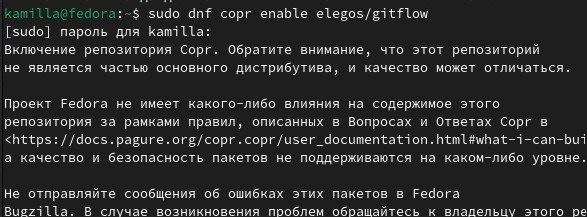 kamilla@fedora:~$ sudo dnf copr enable elegos/gitflow
[sudo] пароль для kamilla:
Включение репозитория Copr. Обратите внимание, что этот репозиторий
не является частью основного дистрибутива, и качество может отличаться.
Проект Fedora не имеет какого-либо влияния на содержимое этого
репозитория за рамками правил, описанных в Вопросах и Ответах Copr в
<https://docs.pagure.org/copr.copr/user_documentation.html#what-i-can-bui
а качество и безопасность пакетов не поддерживаются на каком-либо уровне.
Не отправляйте сообщения об ошибках этих пакетов в Fedora
Bugzilla. В случае возникновения проблем обращайтесь к владельцу этого ре